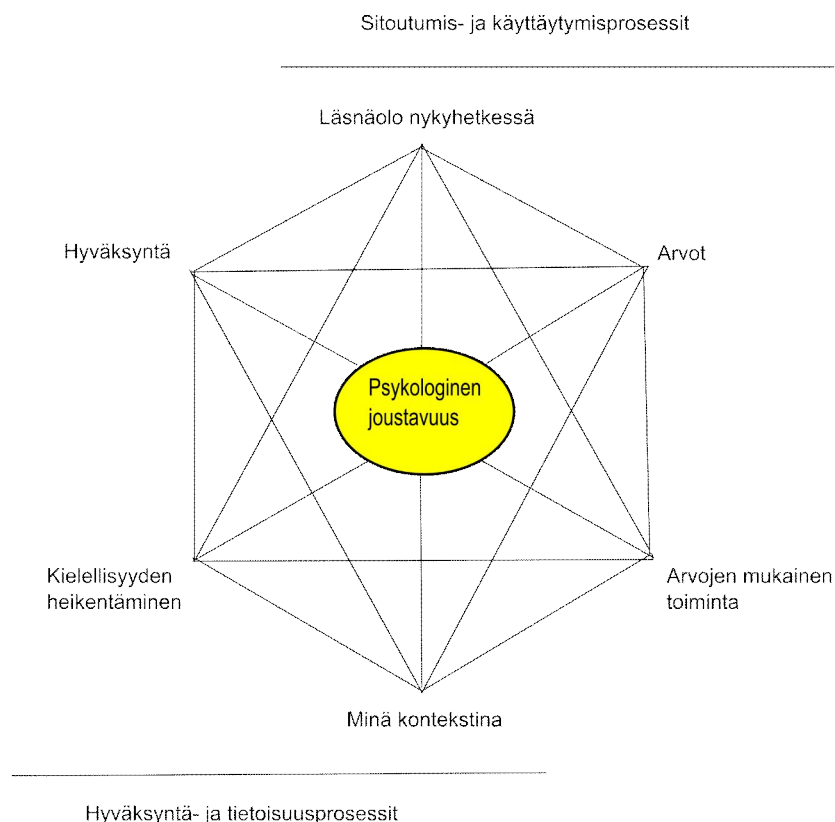 Sitoutumis- ja käyttäytymisprosessit
Läsnäolo nykyhetkessä
Hyväksyntä
Arvot
Psykologinen
joustavuus
Kielellisyyden
heikentäminen
Arvojen mukainen
toiminta
Minä kontekstina
Hyväksyntä- ja tietoisuusprosessit